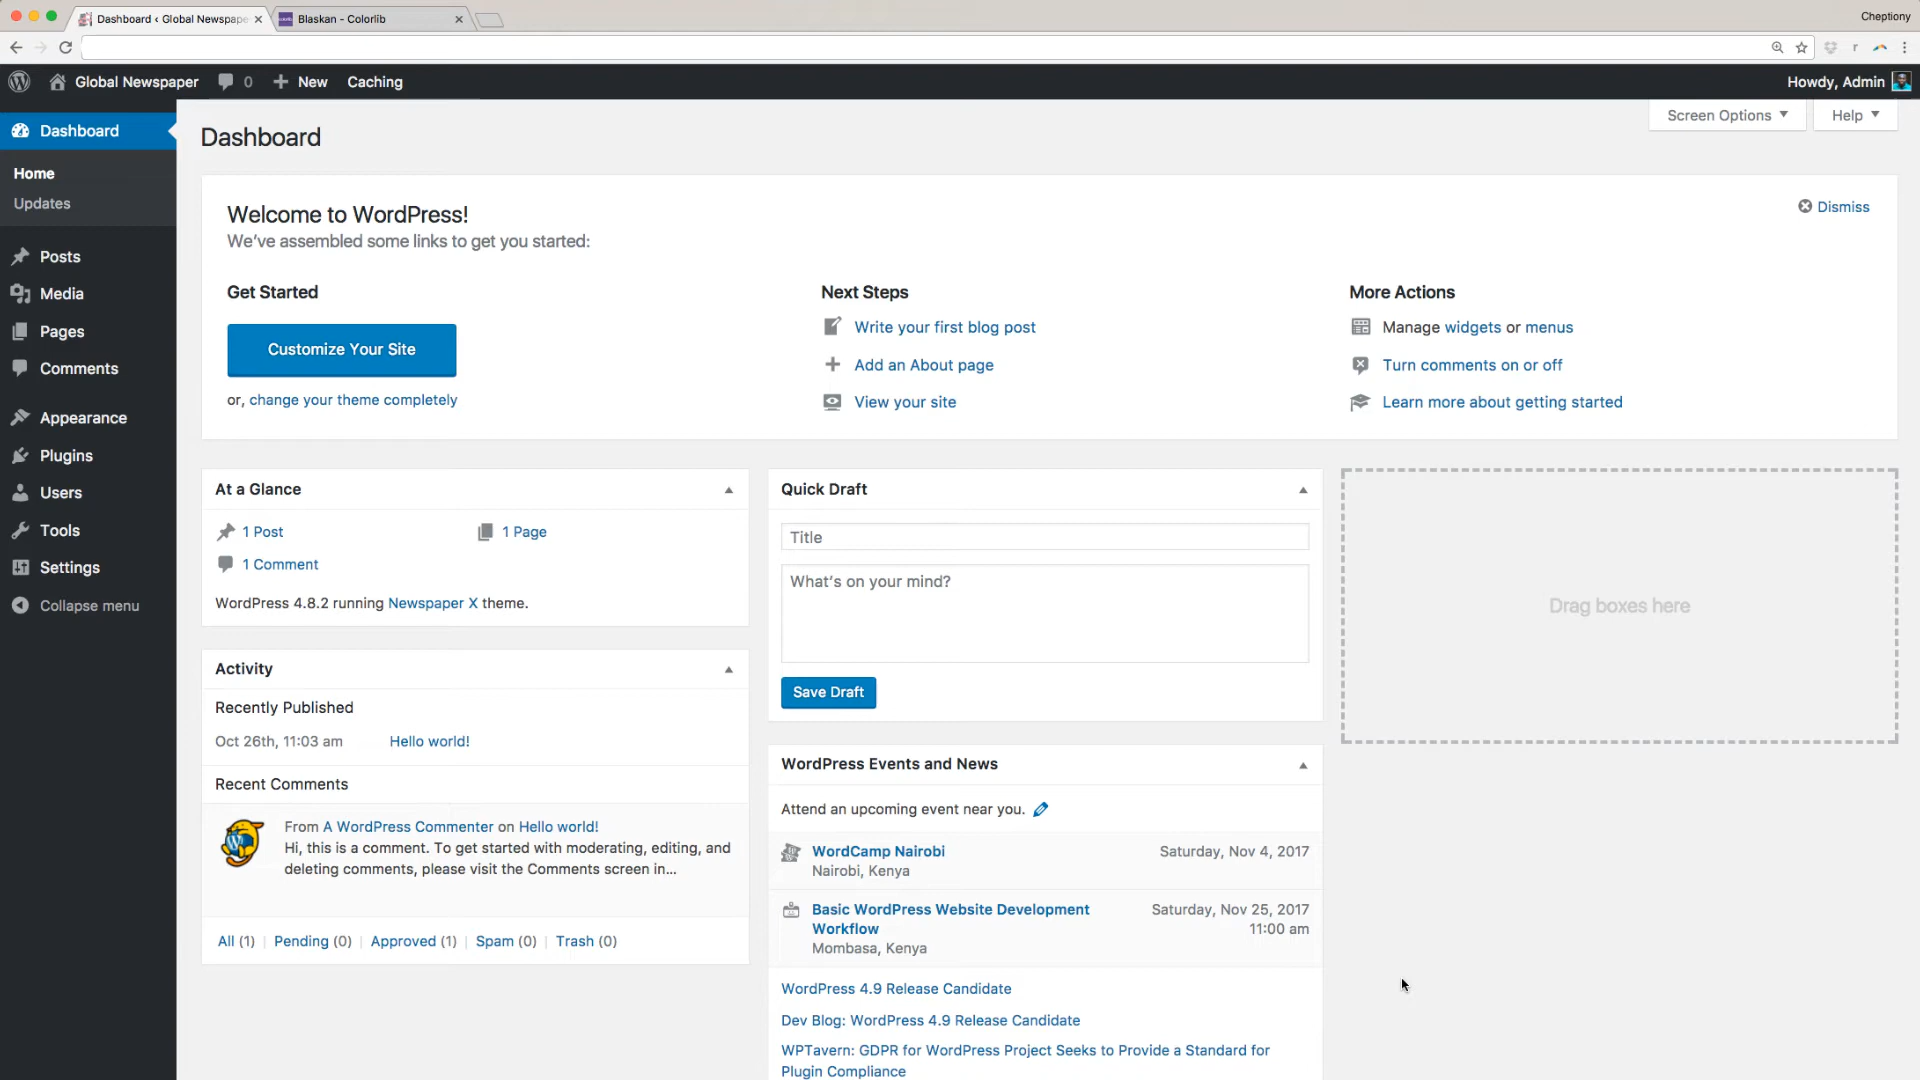 Dashboard ‹ Global Newspape
Blaskan - Colorlib
Cheptiony
Global Newspaper
0
New
Caching
Howdy, Admin
Dashboard
Home
Updates
Posts
Media
Pages
Comments
Appearance
Plugins
Users
Tools
Settings
Collapse menu
Dashboard
Screen Options
Help
Welcome to WordPress!
We’ve assembled some links to get you started:
Dismiss
Get Started
Customize Your Site
or, change your theme completely
Next Steps
Write your first blog post
Add an About page
View your site
More Actions
Manage widgets or menus
Turn comments on or off
Learn more about getting started
At a Glance
1 Post
1 Page
1 Comment
WordPress 4.8.2 running Newspaper X theme.
Activity
Recently Published
Oct 26th, 11:03 am
Hello world!
Recent Comments
From A WordPress Commenter on Hello world!
Hi, this is a comment. To get started with moderating, editing, and
deleting comments, please visit the Comments screen in…
All (1) | Pending (0) | Approved (1) | Spam (0) | Trash (0)
Quick Draft
Title
What’s on your mind?
Save Draft
WordPress Events and News
Attend an upcoming event near you.
WordCamp Nairobi
Saturday, Nov 4, 2017
Nairobi, Kenya
Basic WordPress Website Development
Saturday, Nov 25, 2017
Workflow
11:00 am
Mombasa, Kenya
WordPress 4.9 Release Candidate
Dev Blog: WordPress 4.9 Release Candidate
WPTavern: GDPR for WordPress Project Seeks to Provide a Standard for
Plugin Compliance
Drag boxes here